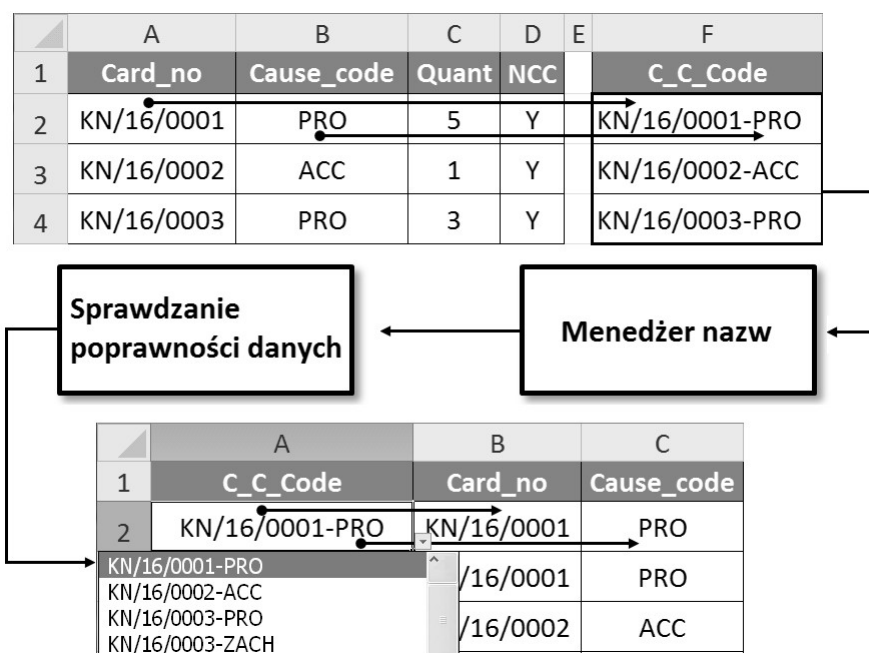 A B C D E F
1 Card_no Cause_code Quant NCC C_C_Code
2 KN/16/0001 PRO 5 Y KN/16/0001-PRO
3 KN/16/0002 ACC 1 Y KN/16/0002-ACC
4 KN/16/0003 PRO 3 Y KN/16/0003-PRO
Sprawdzanie
poprawności danych
Menedżer nazw
A B C
1 C_C_Code Card_no Cause_code
2 KN/16/0001-PRO KN/16/0001 PRO
KN/16/0001-PRO /16/0001 PRO
KN/16/0002-ACC
KN/16/0003-PRO /16/0002 ACC
KN/16/0003-ZACH